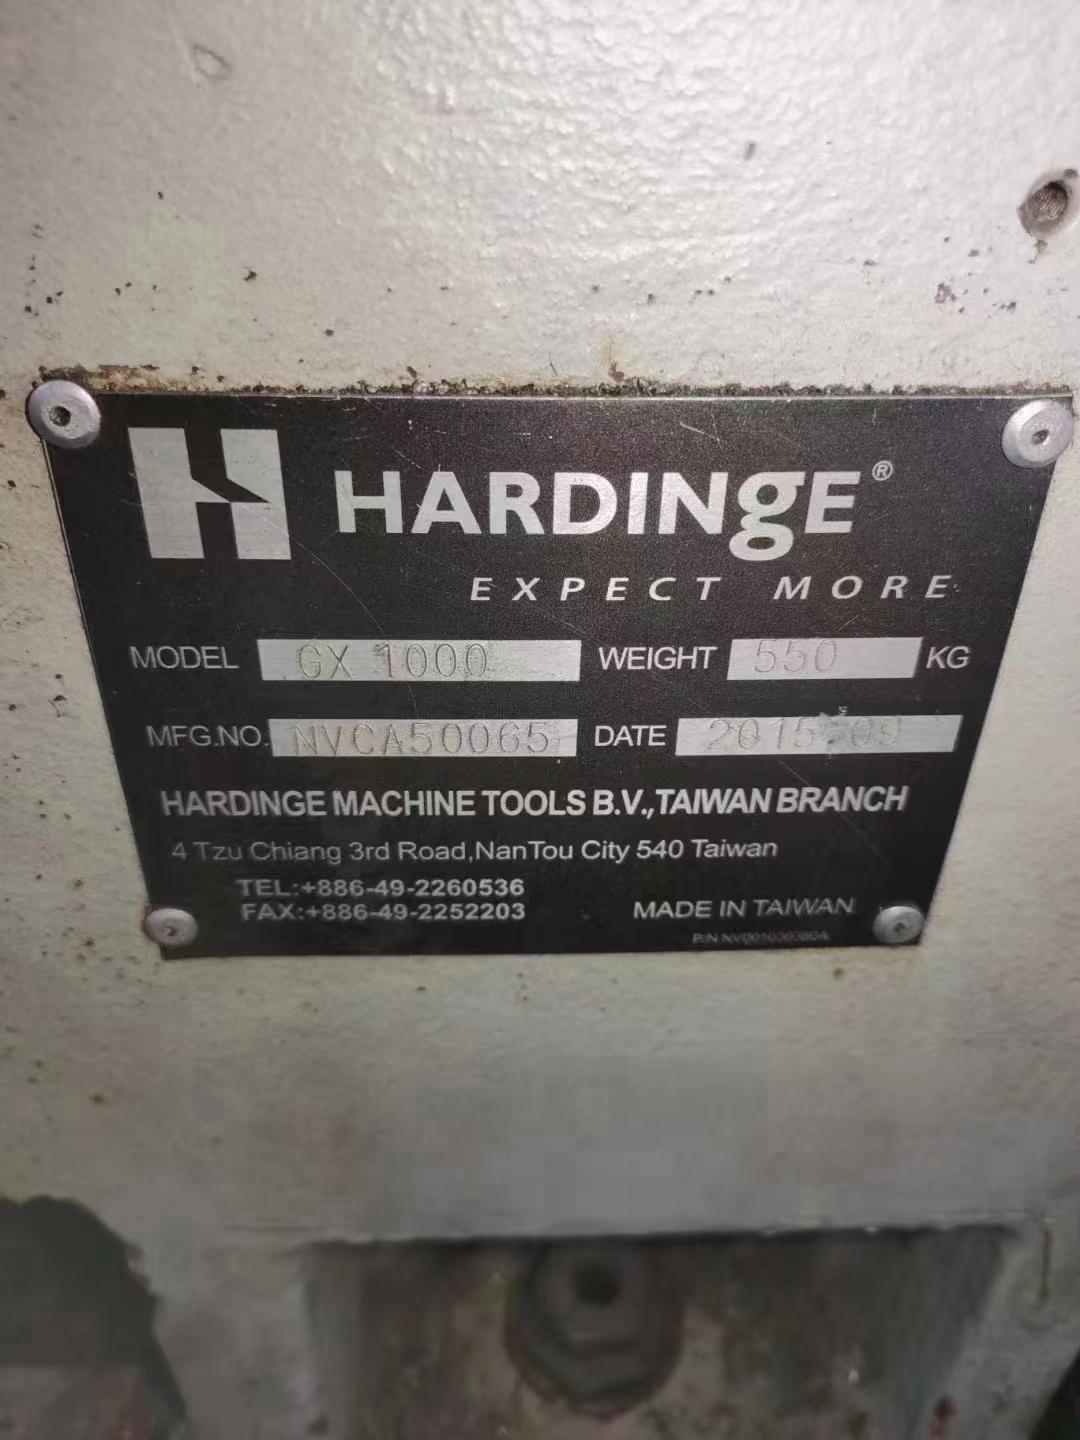 HARDINgE®
EXPECT MORE
MODEL GX 1000 WEIGHT 550 KG
MFG.NO. NVCA50065 DATE 2015 09
HARDINGE MACHINE TOOLS B.V.,TAIWAN BRANCH
4 Tzu Chiang 3rd Road,NanTou City 540 Taiwan
TEL:+886-49-2260536
FAX:+886-49-2252203
MADE IN TAIWAN
P/N